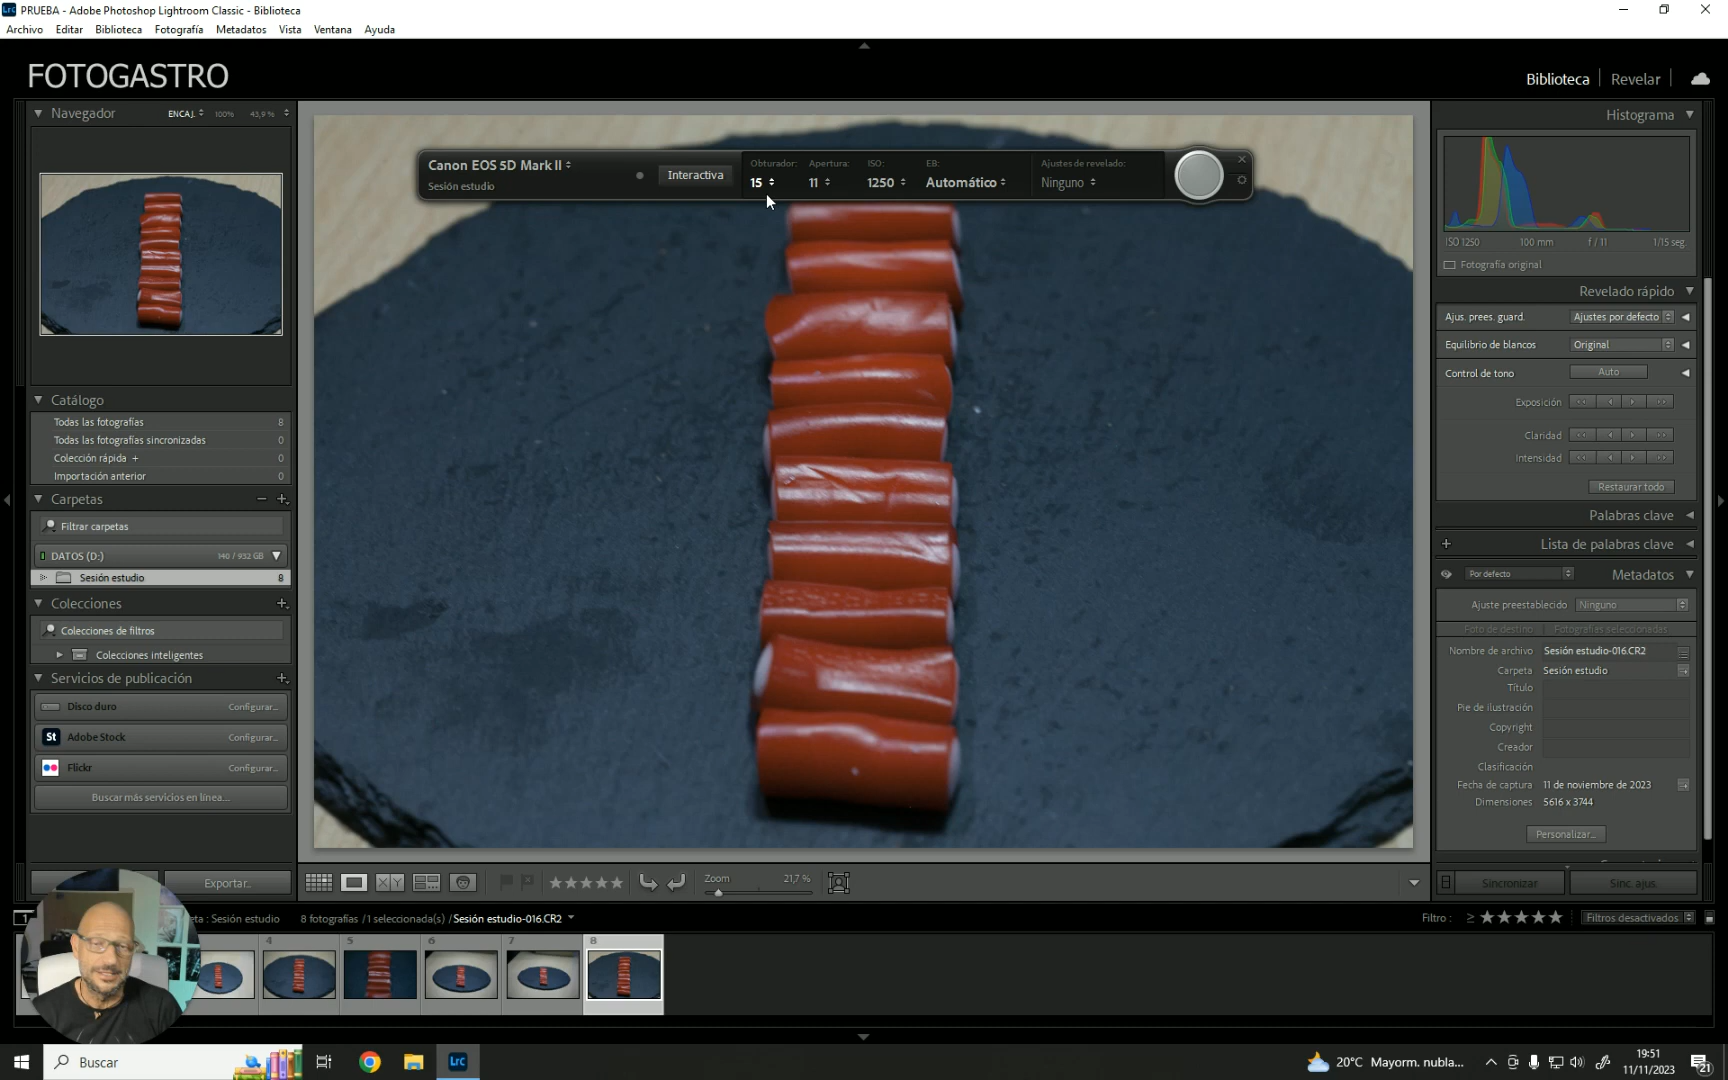 PRUEBA - Adobe Photoshop Lightroom Classic - Biblioteca
Archivo Editar Biblioteca Fotografía Metadatos Vista Ventana Ayuda
FOTOGASTRO
Biblioteca Revelar
Navegador ENCAJ. 100% 43,9 %
Canon EOS 5D Mark II
Sesión estudio
Interactiva
Obturador: Apertura: ISO: EB: Ajustes de revelado:
15 11 1250 Automático Ninguno
Histograma
ISO 1250 100 mm f / 11 1/15 seg.
Fotografía original
Revelado rápido
Ajus. prees. guard. Ajustes por defecto
Equilibrio de blancos Original
Control de tono Auto
Exposición
Claridad
Intensidad
Restaurar todo
Palabras clave
Lista de palabras clave
Por defecto Metadatos
Ajuste preestablecido Ninguno
Foto de destino Fotografías seleccionadas
Nombre de archivo Sesión estudio-016.CR2
Carpeta Sesión estudio
Título
Pie de ilustración
Copyright
Creador
Clasificación
Fecha de captura 11 de noviembre de 2023
Dimensiones 5616 x 3744
Personalizar...
Sincronizar Sinc. ajus.
Catálogo
Todas las fotografías 8
Todas las fotografías sincronizadas 0
Colección rápida + 0
Importación anterior 0
Carpetas
Filtrar carpetas
DATOS (D:) 140 / 932 GB
Sesión estudio 8
Colecciones
Colecciones de filtros
Colecciones inteligentes
Servicios de publicación
Disco duro Configurar...
St Adobe Stock Configurar...
Flickr Configurar...
Buscar más servicios en línea...
Exportar...
X Y Zoom 21,7 %
1 : Sesión estudio 8 fotografías / 1 seleccionada(s) / Sesión estudio-016.CR2
Filtro : ≥ Filtros desactivados
4 5 6 7 8
Buscar
LrC
20°C Mayorm. nubla...
19:51
11/11/2023
21